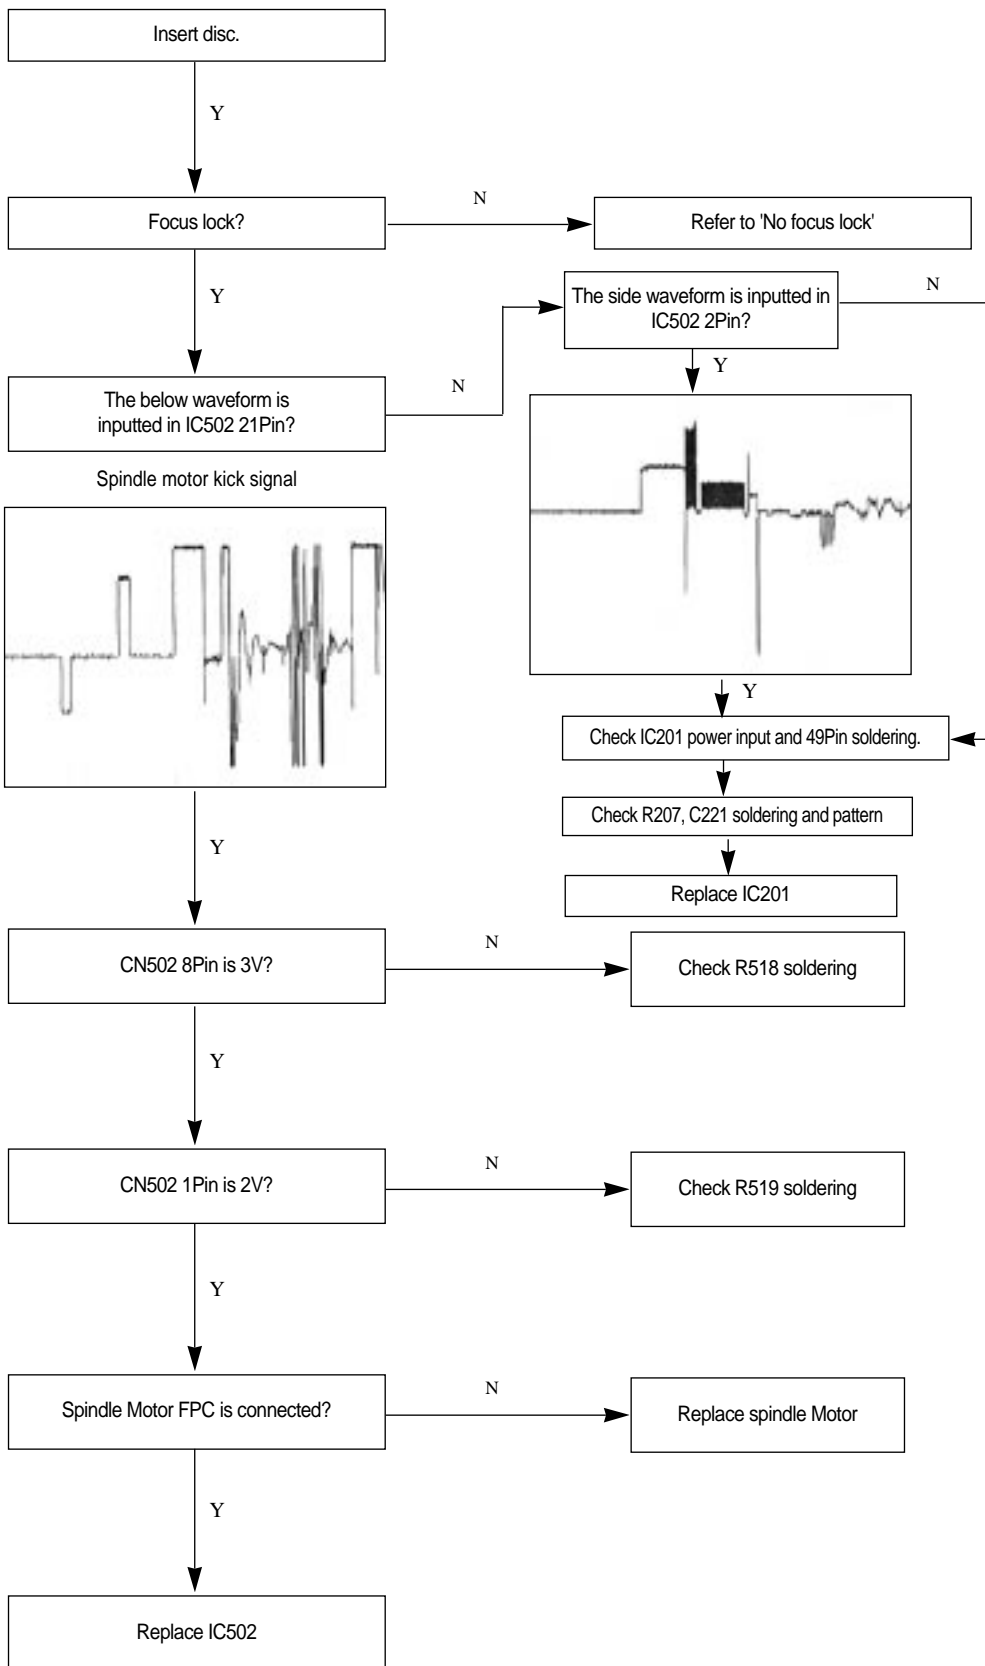 Insert disc.
Y
Focus lock?
N
Refer to 'No focus lock'
Y
The side waveform is inputted in
IC502 2Pin?
N
Y
The below waveform is
inputted in IC502 21Pin?
N
Spindle motor kick signal
Y
Check IC201 power input and 49Pin soldering.
Check R207, C221 soldering and pattern
Replace IC201
Y
CN502 8Pin is 3V?
N
Check R518 soldering
Y
CN502 1Pin is 2V?
N
Check R519 soldering
Y
Spindle Motor FPC is connected?
N
Replace spindle Motor
Y
Replace IC502